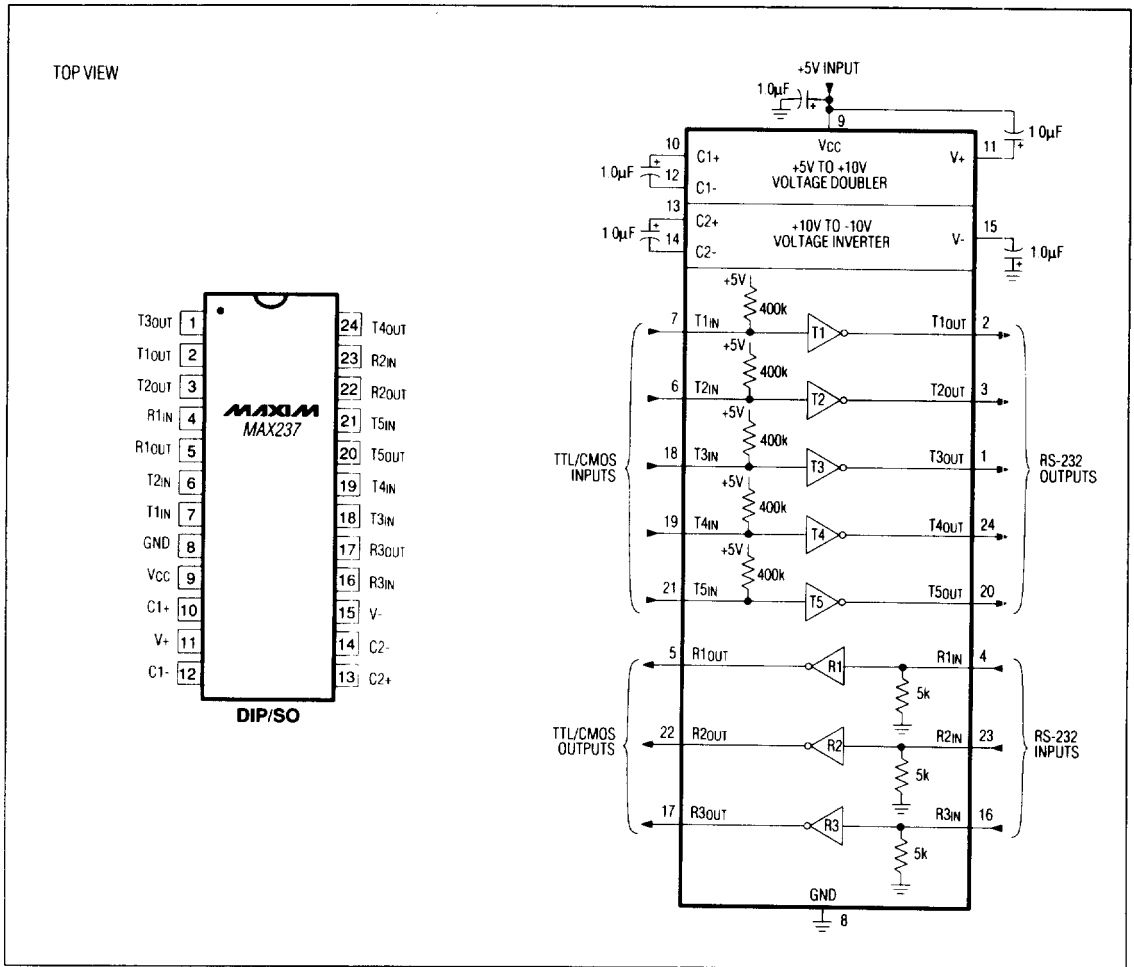 TOP VIEW
T3OUT 1
T1OUT 2
T2OUT 3
R1IN 4
R1OUT 5
T2IN 6
T1IN 7
GND 8
VCC 9
C1+ 10
V+ 11
C1- 12
MAXIM
MAX237
24 T4OUT
23 R2IN
22 R2OUT
21 T5IN
20 T5OUT
19 T4IN
18 T3IN
17 R3OUT
16 R3IN
15 V-
14 C2-
13 C2+
DIP/SO
+5V INPUT
1.0µF +
9
+ 1.0µF
VCC
10 C1+
+5V TO +10V
VOLTAGE DOUBLER
V+ 11
1.0µF +
12 C1-
13 C2+
+10V TO -10V
VOLTAGE INVERTER
V- 15
1.0µF +
14 C2-
1.0µF +
+5V
400k
7 T1IN T1 T1OUT 2
+5V
400k
6 T2IN T2 T2OUT 3
+5V
400k
18 T3IN T3 T3OUT 1
+5V
400k
19 T4IN T4 T4OUT 24
+5V
400k
21 T5IN T5 T5OUT 20
TTL/CMOS
INPUTS
RS-232
OUTPUTS
5 R1OUT R1 R1IN 4
5k
22 R2OUT R2 R2IN 23
5k
17 R3OUT R3 R3IN 16
5k
TTL/CMOS
OUTPUTS
RS-232
INPUTS
GND
8